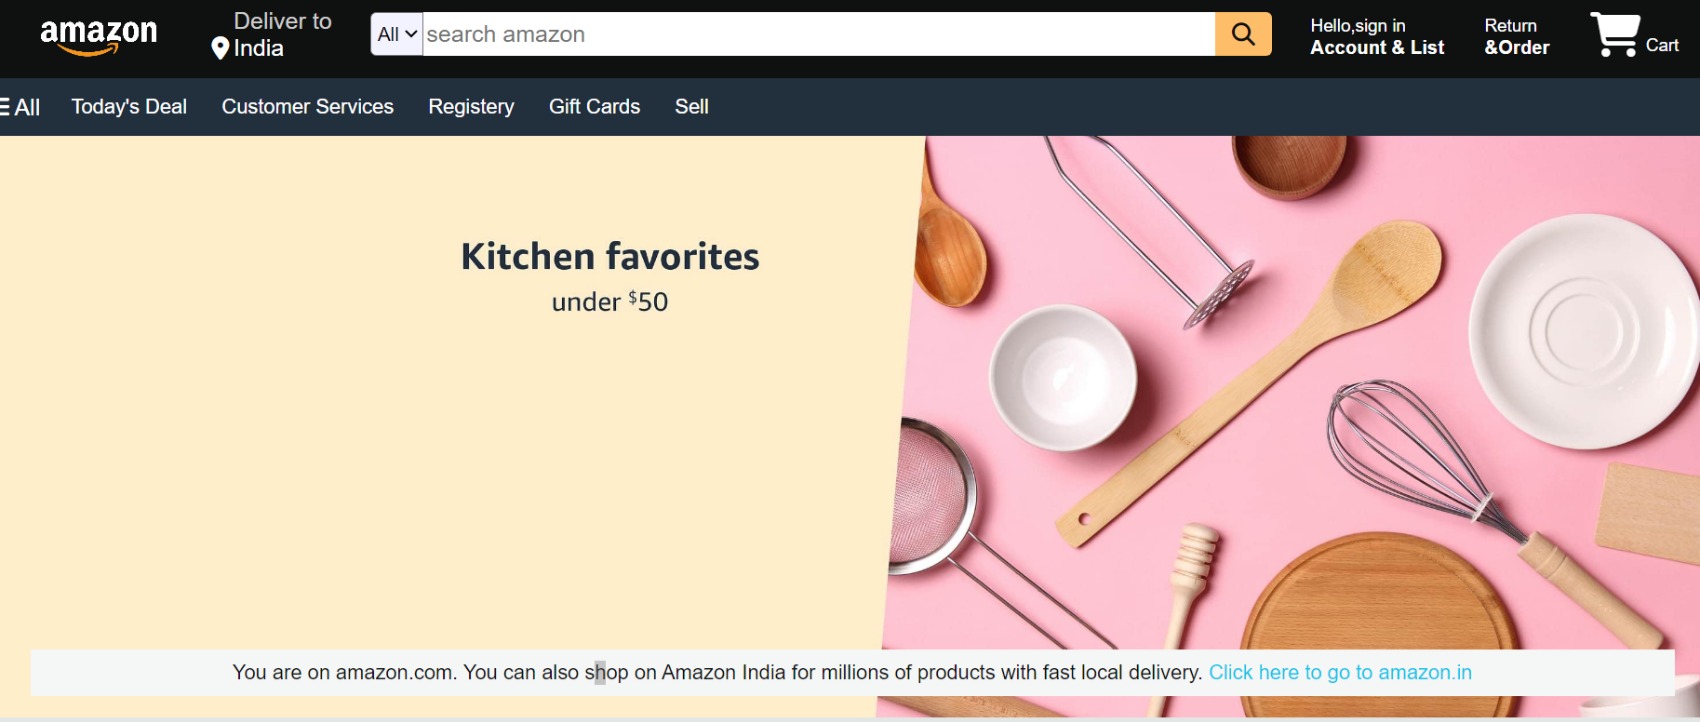 amazon
Deliver to
India
All
search amazon
Hello,sign in
Account & List
Return
&Order
Cart
All
Today's Deal
Customer Services
Registery
Gift Cards
Sell
Kitchen favorites
under $50
You are on amazon.com. You can also shop on Amazon India for millions of products with fast local delivery. Click here to go to amazon.in